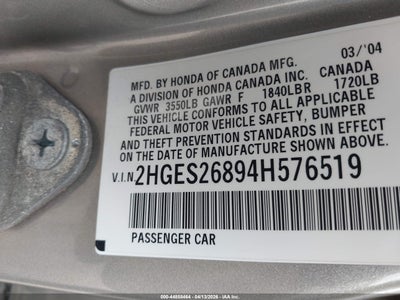 03/'04
MFD. BY HONDA OF CANADA MFG.
A DIVISION OF HONDA CANADA INC. CANADA
GVWR 3550LB GAWR F 1840LBR 1720LB
THIS VEHICLE CONFORMS TO ALL APPLICABLE
FEDERAL MOTOR VEHICLE SAFETY, BUMPER
AND THEFT PREVENTION STANDARDS IN EFFECT
ON THE DATE OF MANUFACTURE SHOWN ABOVE.
V.I.N. 2HGES26894H576519
PASSENGER CAR
000-44658464 | 04/13/2026 | IAA Inc.